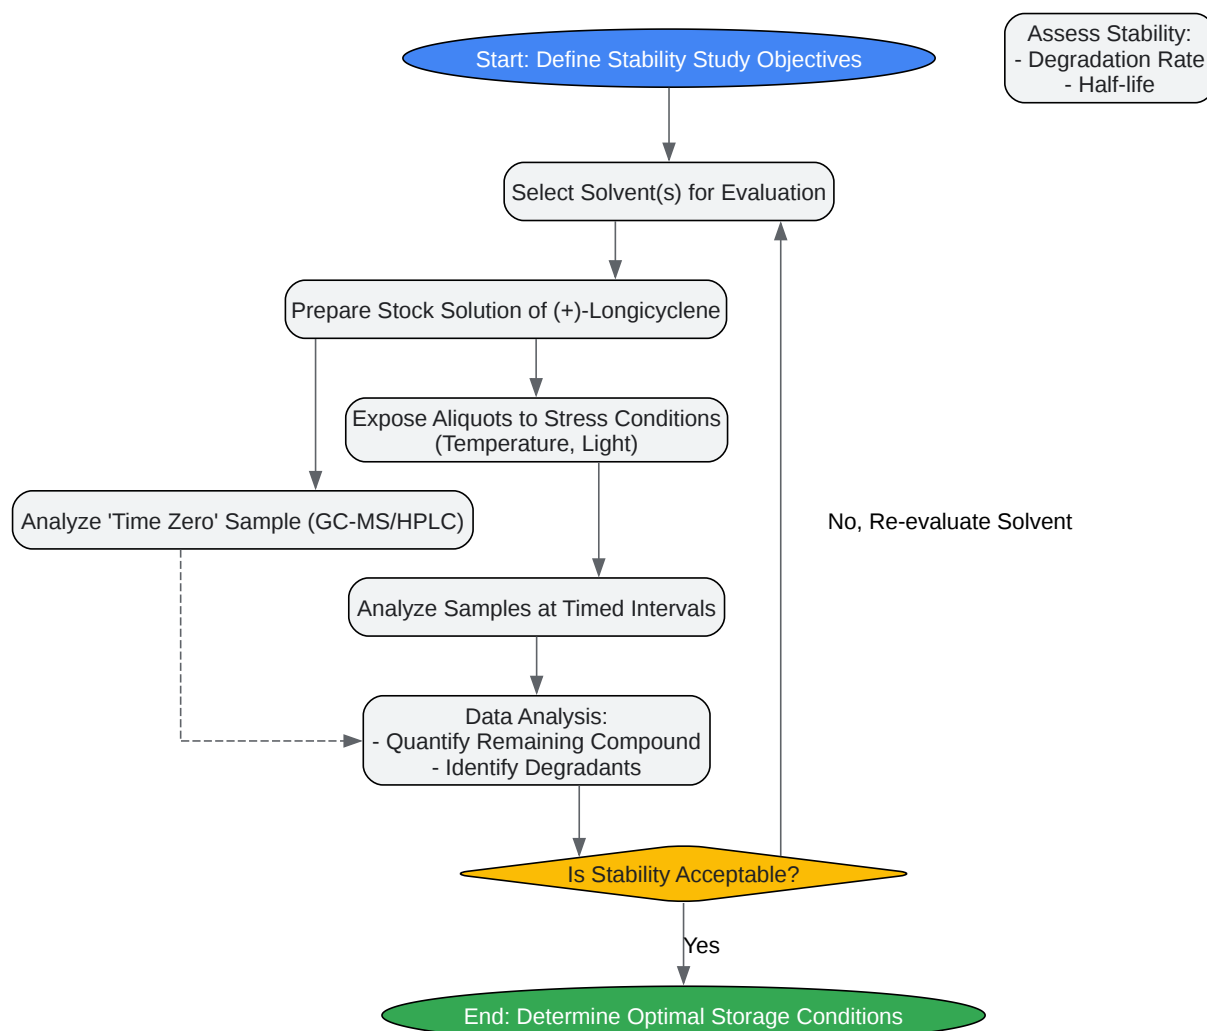 Start: Define Stability Study Objectives
Assess Stability:
- Degradation Rate
- Half-life
Select Solvent(s) for Evaluation
Prepare Stock Solution of (+)-Longicyclene
Expose Aliquots to Stress Conditions
(Temperature, Light)
Analyze 'Time Zero' Sample (GC-MS/HPLC)
No, Re-evaluate Solvent
Analyze Samples at Timed Intervals
Data Analysis:
- Quantify Remaining Compound
- Identify Degradants
Is Stability Acceptable?
Yes
End: Determine Optimal Storage Conditions